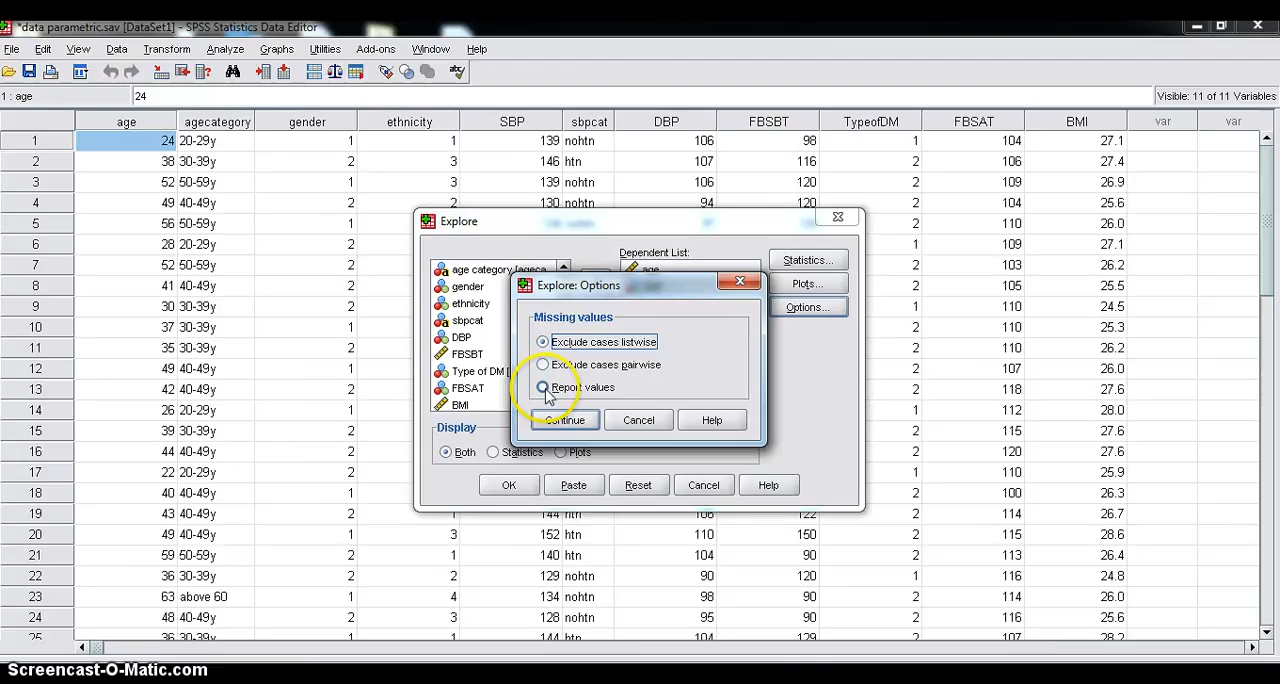 *data parametric.sav [DataSet1] - SPSS Statistics Data Editor
File Edit View Data Transform Analyze Graphs Utilities Add-ons Window Help
1 : age 24 Visible: 11 of 11 Variables
age agecategory gender ethnicity SBP sbpcat DBP FBSBT TypeofDM FBSAT BMI var var
1 24 20-29y 1 1 139 nohtn 106 98 1 104 27.1
2 38 30-39y 2 3 146 htn 107 116 2 106 27.4
3 52 50-59y 1 3 139 nohtn 106 120 2 109 26.9
4 49 40-49y 2 2 130 nohtn 94 120 2 104 25.6
5 56 50-59y 2 110 26.0
6 28 20-29y 1 109 27.1
7 52 50-59y 2 103 26.2
8 41 40-49y 2 105 25.5
9 30 30-39y 1 110 24.5
10 37 30-39y 2 110 25.3
11 35 30-39y 2 110 26.2
12 49 40-49y 2 107 26.0
13 42 40-49y 2 118 27.6
14 26 20-29y 1 112 28.0
15 39 30-39y 2 109 26.0
16 44 40-49y 2 120 27.6
17 22 20-29y 1 110 25.9
18 40 40-49y 2 100 26.3
19 43 40-49y 2 1 144 htn 106 122 2 114 26.7
20 49 40-49y 1 3 152 htn 110 150 2 115 28.6
21 59 50-59y 2 1 140 htn 104 90 2 113 26.4
22 36 30-39y 2 2 129 nohtn 90 120 1 116 24.8
23 63 above 60 1 4 134 nohtn 98 90 2 114 26.0
24 48 40-49y 2 3 128 nohtn 95 90 2 116 25.6
25 36 30-39y 1 1 144 htn 104 129 2 107 28.2
Explore
Dependent List:
age category [ageca
gender
ethnicity
sbpcat
DBP
FBSBT
Type of DM [
FBSAT
BMI
age
Statistics...
Plots...
Options...
Display
Both Statistics Plots
OK Paste Reset Cancel Help
Explore: Options
Missing values
Exclude cases listwise
Exclude cases pairwise
Report values
Continue Cancel Help
Screencast-O-Matic.com